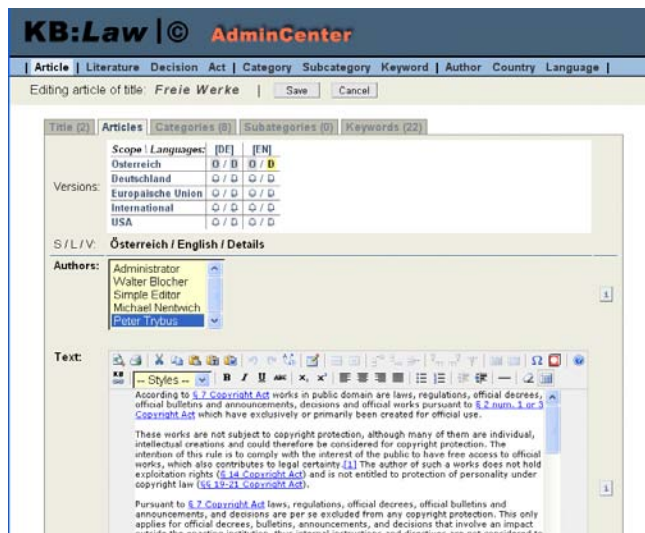 KB:Law |© AdminCenter
| Article | Literature Decision Act | Category Subcategory Keyword | Author Country Language |
Editing article of title: Freie Werke | Save Cancel
Title (2) Articles Categories (8) Subategories (0) Keywords (22)
Scope \ Languages: [DE] [EN]
Österreich O / D O / D
Versions:
Deutschland O / D O / D
Europäische Union O / D O / D
International O / D O / D
USA O / D O / D
S / L / V: Österreich / English / Details
Authors:
Administrator
Walter Blocher
Simple Editor
Michael Nentwich
Peter Trybus
Text:
-- Styles --
B I U ABC x, x²
According to § 7 Copyright Act works in public domain are laws, regulations, official decrees,
official bulletins and announcements, decisions and official works pursuant to § 2 num. 1 or 3
Copyright Act which have exclusively or primarily been created for official use.
These works are not subject to copyright protection, although many of them are individual,
intellectual creations and could therefore be considered for copyright protection. The
intention of this rule is to comply with the interest of the public to have free access to official
works, which also contributes to legal certainty.[1] The author of such a works does not hold
exploitation rights (§ 14 Copyright Act) and is not entitled to protection of personality under
copyright law (§§ 19-21 Copyright Act).
Pursuant to § 7 Copyright Act laws, regulations, official decrees, official bulletins and
announcements, and decisions are per se excluded from any copyright protection. This only
applies for official decrees, bulletins, announcements, and decisions that involve an impact